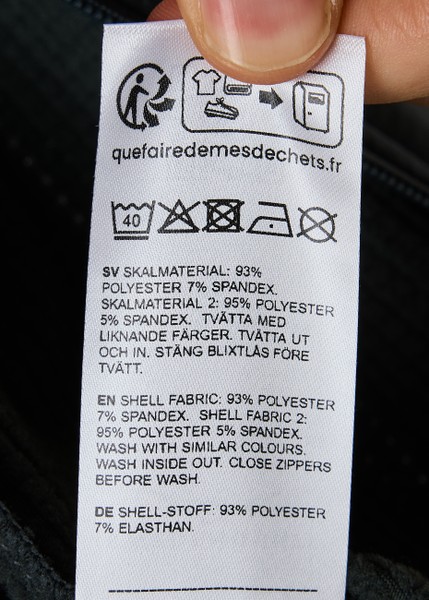 quefairedemesdechets.fr
40
SV SKALMATERIAL: 93%
POLYESTER 7% SPANDEX.
SKALMATERIAL 2: 95% POLYESTER
5% SPANDEX. TVÄTTA MED
LIKNANDE FÄRGER. TVÄTTA UT
OCH IN. STÄNG BLIXTLÅS FÖRE
TVÄTT.
EN SHELL FABRIC: 93% POLYESTER
7% SPANDEX. SHELL FABRIC 2:
95% POLYESTER 5% SPANDEX.
WASH WITH SIMILAR COLOURS.
WASH INSIDE OUT. CLOSE ZIPPERS
BEFORE WASH.
DE SHELL-STOFF: 93% POLYESTER
7% ELASTHAN.